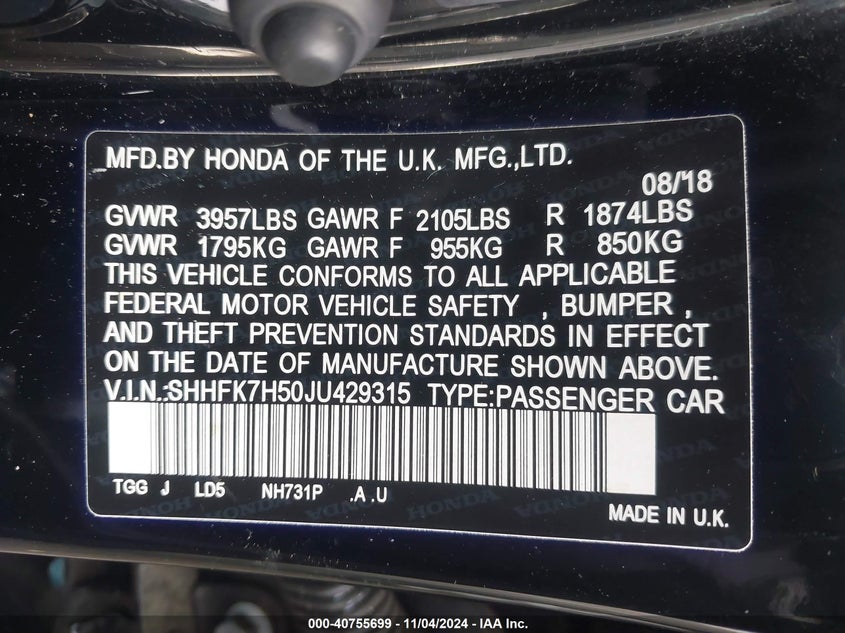 MFD.BY HONDA OF THE U.K. MFG.,LTD.
08/18
GVWR 3957LBS GAWR F 2105LBS R 1874LBS
GVWR 1795KG GAWR F 955KG R 850KG
THIS VEHICLE CONFORMS TO ALL APPLICABLE
FEDERAL MOTOR VEHICLE SAFETY , BUMPER ,
AND THEFT PREVENTION STANDARDS IN EFFECT
ON THE DATE OF MANUFACTURE SHOWN ABOVE.
V.I.N.:SHHFK7H50JU429315 TYPE:PASSENGER CAR
TGG J LD5 NH731P .A .U
MADE IN U.K.
000-40755699 - 11/04/2024 - IAA Inc.